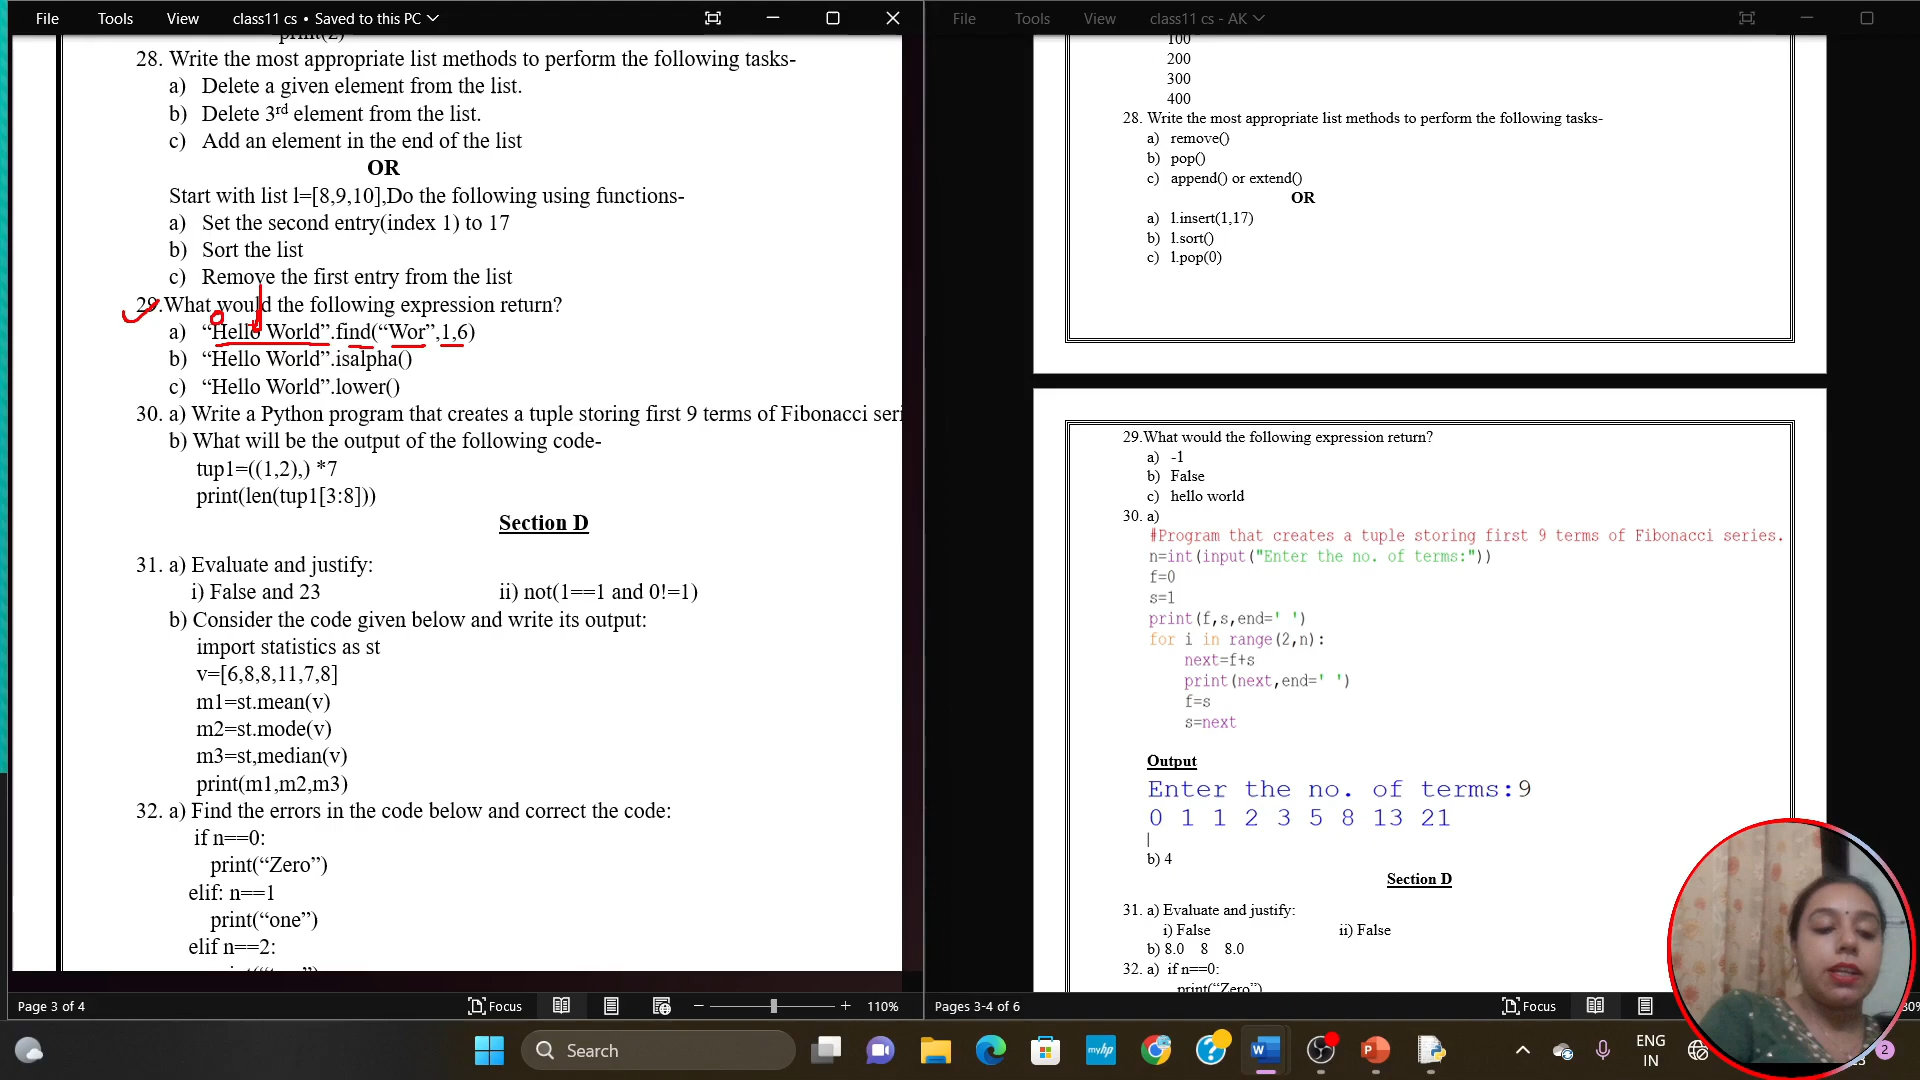 File Tools View class11 cs • Saved to this PC
print(2)
28. Write the most appropriate list methods to perform the following tasks-
a) Delete a given element from the list.
b) Delete 3rd element from the list.
c) Add an element in the end of the list
OR
Start with list l=[8,9,10],Do the following using functions-
a) Set the second entry(index 1) to 17
b) Sort the list
c) Remove the first entry from the list
29.What would the following expression return?
0
a) “Hello World”.find(“Wor”,1,6)
b) “Hello World”.isalpha()
c) “Hello World”.lower()
30. a) Write a Python program that creates a tuple storing first 9 terms of Fibonacci seri
b) What will be the output of the following code-
tup1=((1,2),) *7
print(len(tup1[3:8]))
Section D
31. a) Evaluate and justify:
i) False and 23 ii) not(1==1 and 0!=1)
b) Consider the code given below and write its output:
import statistics as st
v=[6,8,8,11,7,8]
m1=st.mean(v)
m2=st.mode(v)
m3=st,median(v)
print(m1,m2,m3)
32. a) Find the errors in the code below and correct the code:
if n==0:
print(“Zero”)
elif: n==1
print(“one”)
elif n==2:
Page 3 of 4 Focus 110%
File Tools View class11 cs - AK
100
200
300
400
28. Write the most appropriate list methods to perform the following tasks-
a) remove()
b) pop()
c) append() or extend()
OR
a) l.insert(1,17)
b) l.sort()
c) l.pop(0)
29.What would the following expression return?
a) -1
b) False
c) hello world
30. a)
#Program that creates a tuple storing first 9 terms of Fibonacci series.
n=int(input("Enter the no. of terms:"))
f=0
s=1
print(f,s,end=' ')
for i in range(2,n):
next=f+s
print(next,end=' ')
f=s
s=next
Output
Enter the no. of terms:9
0 1 1 2 3 5 8 13 21
b) 4
Section D
31. a) Evaluate and justify:
i) False ii) False
b) 8.0 8 8.0
32. a) if n==0:
print("Zero")
Pages 3-4 of 6 Focus
Search
myhp
W
P
ENG
IN
2